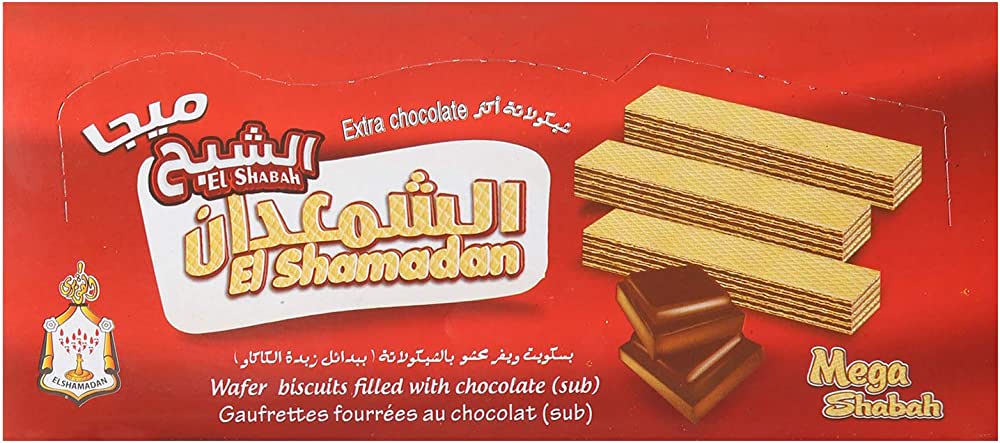 ميجا
الشبح
EL SHABAH
Extra chocolate شيكولاتة أكثر
الشمعدان
El Shamadan
ELSHAMADAN
بسكويت ويفر محشو بالشيكولاتة (ببدائل زبدة الكاكاو)
Wafer biscuits filled with chocolate (sub)
Gaufrettes fourrées au chocolat (sub)
Mega
Shabah